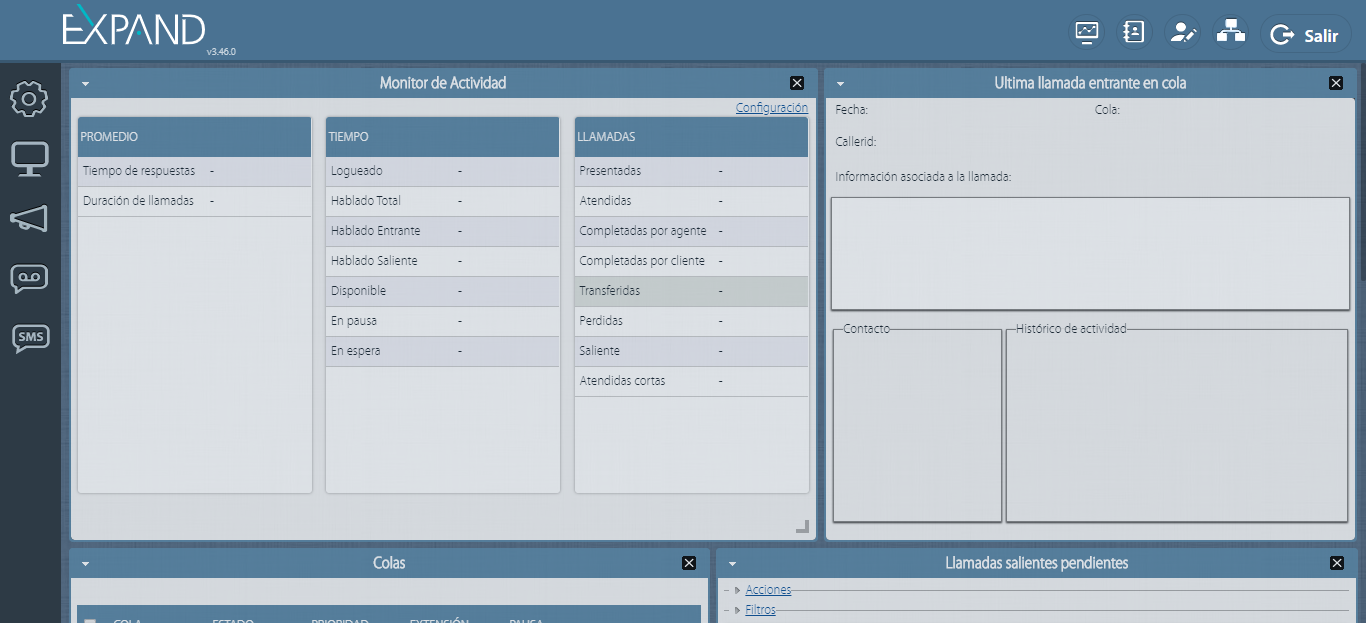 EXPAND
v3.46.0
Salir
SMS
Monitor de Actividad
Configuración
PROMEDIO
Tiempo de respuestas -
Duración de llamadas -
TIEMPO
Logueado -
Hablado Total -
Hablado Entrante -
Hablado Saliente -
Disponible -
En pausa -
En espera -
LLAMADAS
Presentadas -
Atendidas -
Completadas por agente -
Completadas por cliente -
Transferidas -
Perdidas -
Saliente -
Atendidas cortas -
Ultima llamada entrante en cola
Fecha: Cola:
Callerid:
Información asociada a la llamada:
Contacto
Histórico de actividad
Colas
COLA ESTADO PRIORIDAD EXTENSIÓN PAUSA
Llamadas salientes pendientes
Acciones
Filtros